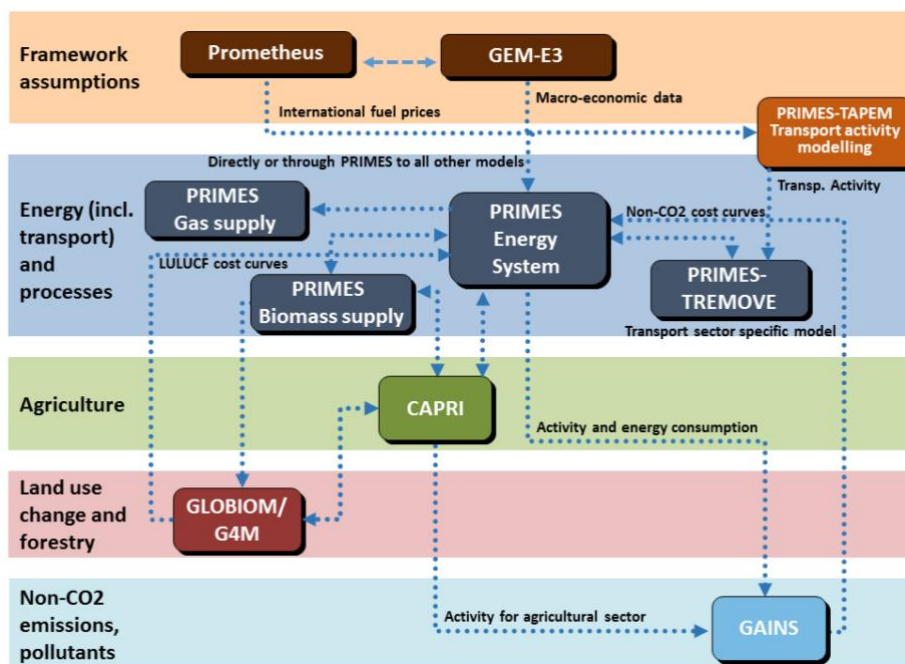 Framework
assumptions
Prometheus
GEM-E3
International fuel prices
Macro-economic data
PRIMES-TAPEM
Transport activity
modelling
Directly or through PRIMES to all other models
Transp. Activity
Energy (incl.
transport)
and
processes
PRIMES
Gas supply
PRIMES
Energy
System
Non-CO2 cost curves
LULUCF cost curves
PRIMES
Biomass supply
PRIMES-
TREMOVE
Transport sector specific model
Agriculture
CAPRI
Activity and energy consumption
Land use
change and
forestry
GLOBIOM/
G4M
Non-CO2
emissions,
pollutants
Activity for agricultural sector
GAINS